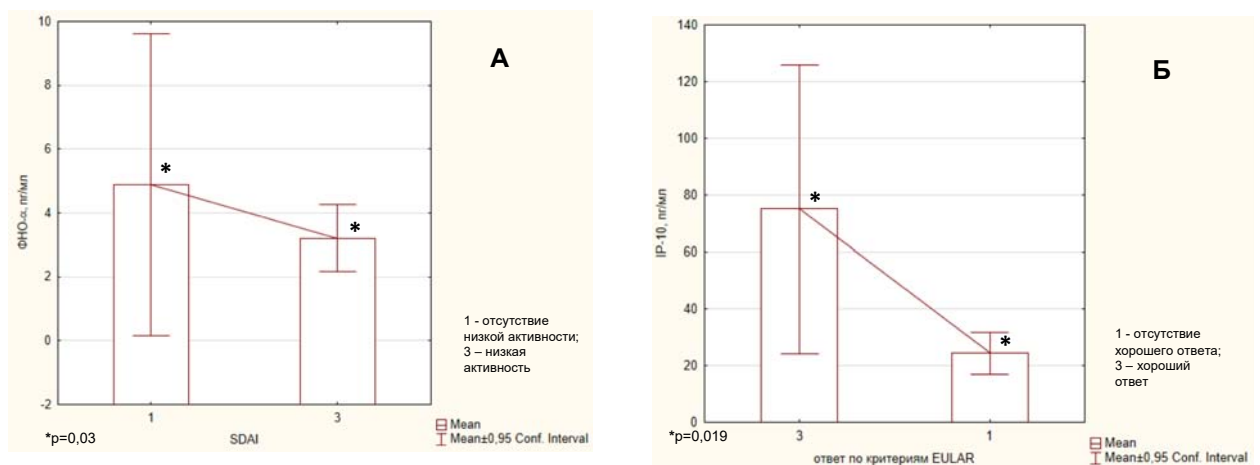 А
10
8
6
4
2
0
-2
ФНО-α, пг/мл
*
*
1
3
SDAI
*p=0,03
1 - отсутствие
низкой активности;
3 – низкая
активность
Mean
Mean±0,95 Conf. Interval
Б
140
120
100
80
60
40
20
0
IP-10, пг/мл
*
*
3
1
ответ по критериям EULAR
*p=0,019
1 - отсутствие
хорошего ответа;
3 – хороший
ответ
Mean
Mean±0,95 Conf. Interval